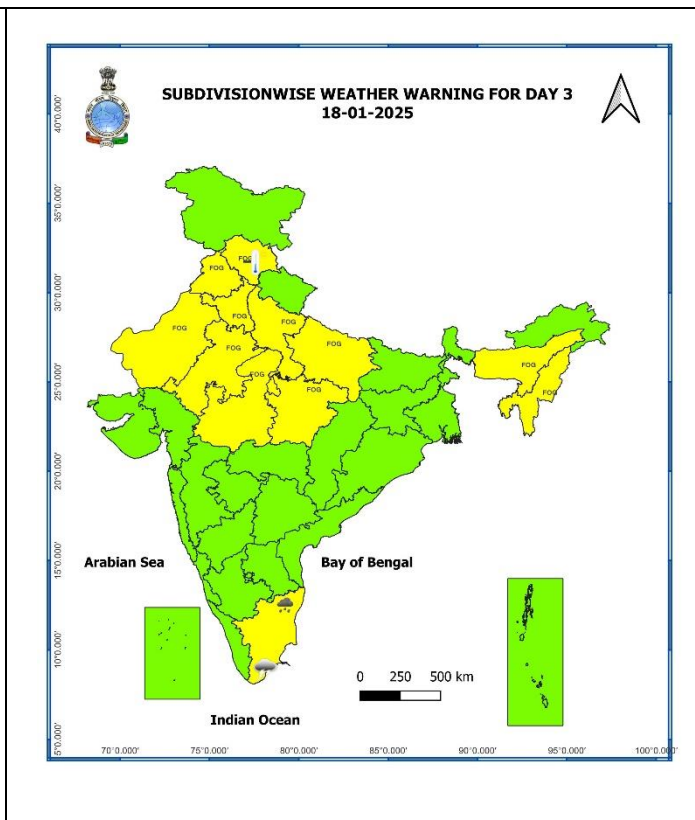 SUBDIVISIONWISE WEATHER WARNING FOR DAY 3
18-01-2025
40°0.000'
35°0.000'
30°0.000'
25°0.000'
20°0.000'
15°0.000'
10°0.000'
5°0.000'
FOG
FOG
FOG
FOG
FOG
FOG
FOG
FOG
FOG
FOG
FOG
Arabian Sea
Bay of Bengal
0 250 500 km
Indian Ocean
70°0.000' 75°0.000' 80°0.000' 85°0.000' 90°0.000' 95°0.000' 100°0.000'